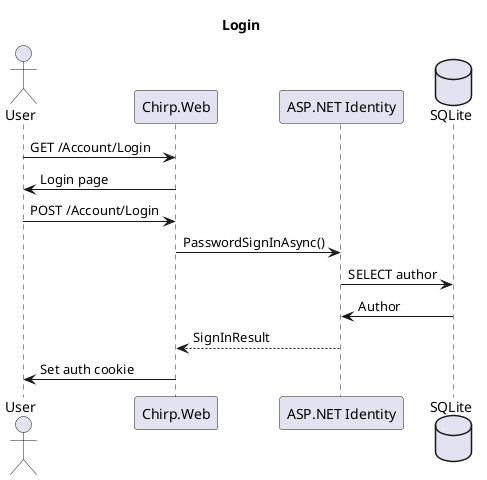 Login
User
Chirp.Web
ASP.NET Identity
SQLite
GET /Account/Login
Login page
POST /Account/Login
PasswordSignInAsync()
SELECT author
Author
SignInResult
Set auth cookie
User
Chirp.Web
ASP.NET Identity
SQLite